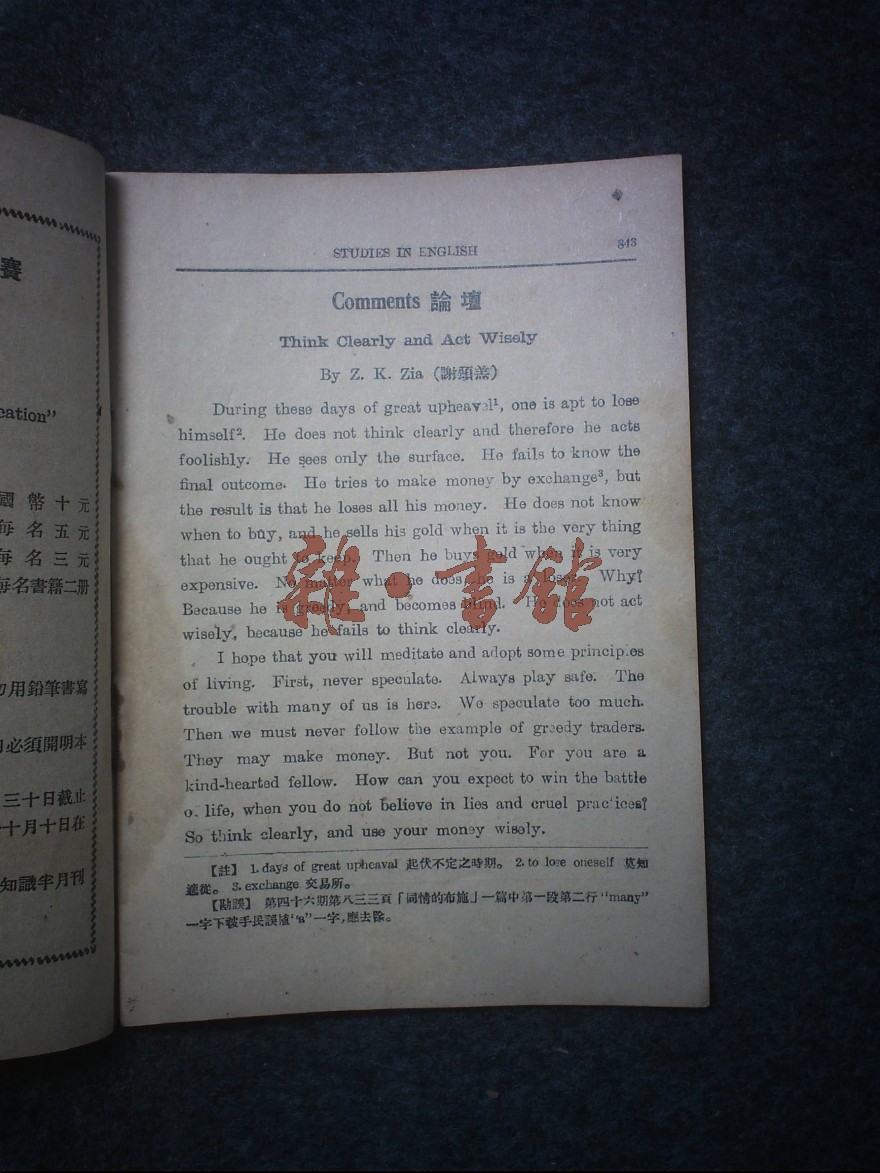 賽
cation"
國幣十元
每名五元
每名三元
每名書籍二册
勿用鉛筆書寫
必須開明本
三十日截止
十月十日在
知識半月刊
STUDIES IN ENGLISH 843
Comments 論壇
Think Clearly and Act Wisely
By Z. K. Zia (謝頌羔)
During these days of great upheaval¹, one is apt to lose
himself². He does not think clearly and therefore he acts
foolishly. He sees only the surface. He fails to know the
final outcome. He tries to make money by exchange³, but
the result is that he loses all his money. He does not know
when to buy, and he sells his gold when it is the very thing
that he ought to keep. Then he buys gold when it is very
expensive. No matter what he does, he is a loser. Why?
Because he is greedy, and becomes blind. He does not act
wisely, because he fails to think clearly.
雜·書館
I hope that you will meditate and adopt some principles
of living. First, never speculate. Always play safe. The
trouble with many of us is here. We speculate too much.
Then we must never follow the example of greedy traders.
They may make money. But not you. For you are a
kind-hearted fellow. How can you expect to win the battle
o. life, when you do not believe in lies and cruel practices?
So think clearly, and use your money wisely.
【註】 1. days of great upheaval 起伏不定之時期。 2. to lose oneself 莫知
適從。 3. exchange 交易所。
【勘誤】 第四十六期第八三三頁「同情的布施」一篇中第一段第二行 "many"
一字下被手民誤植 "a" 一字,應去除。